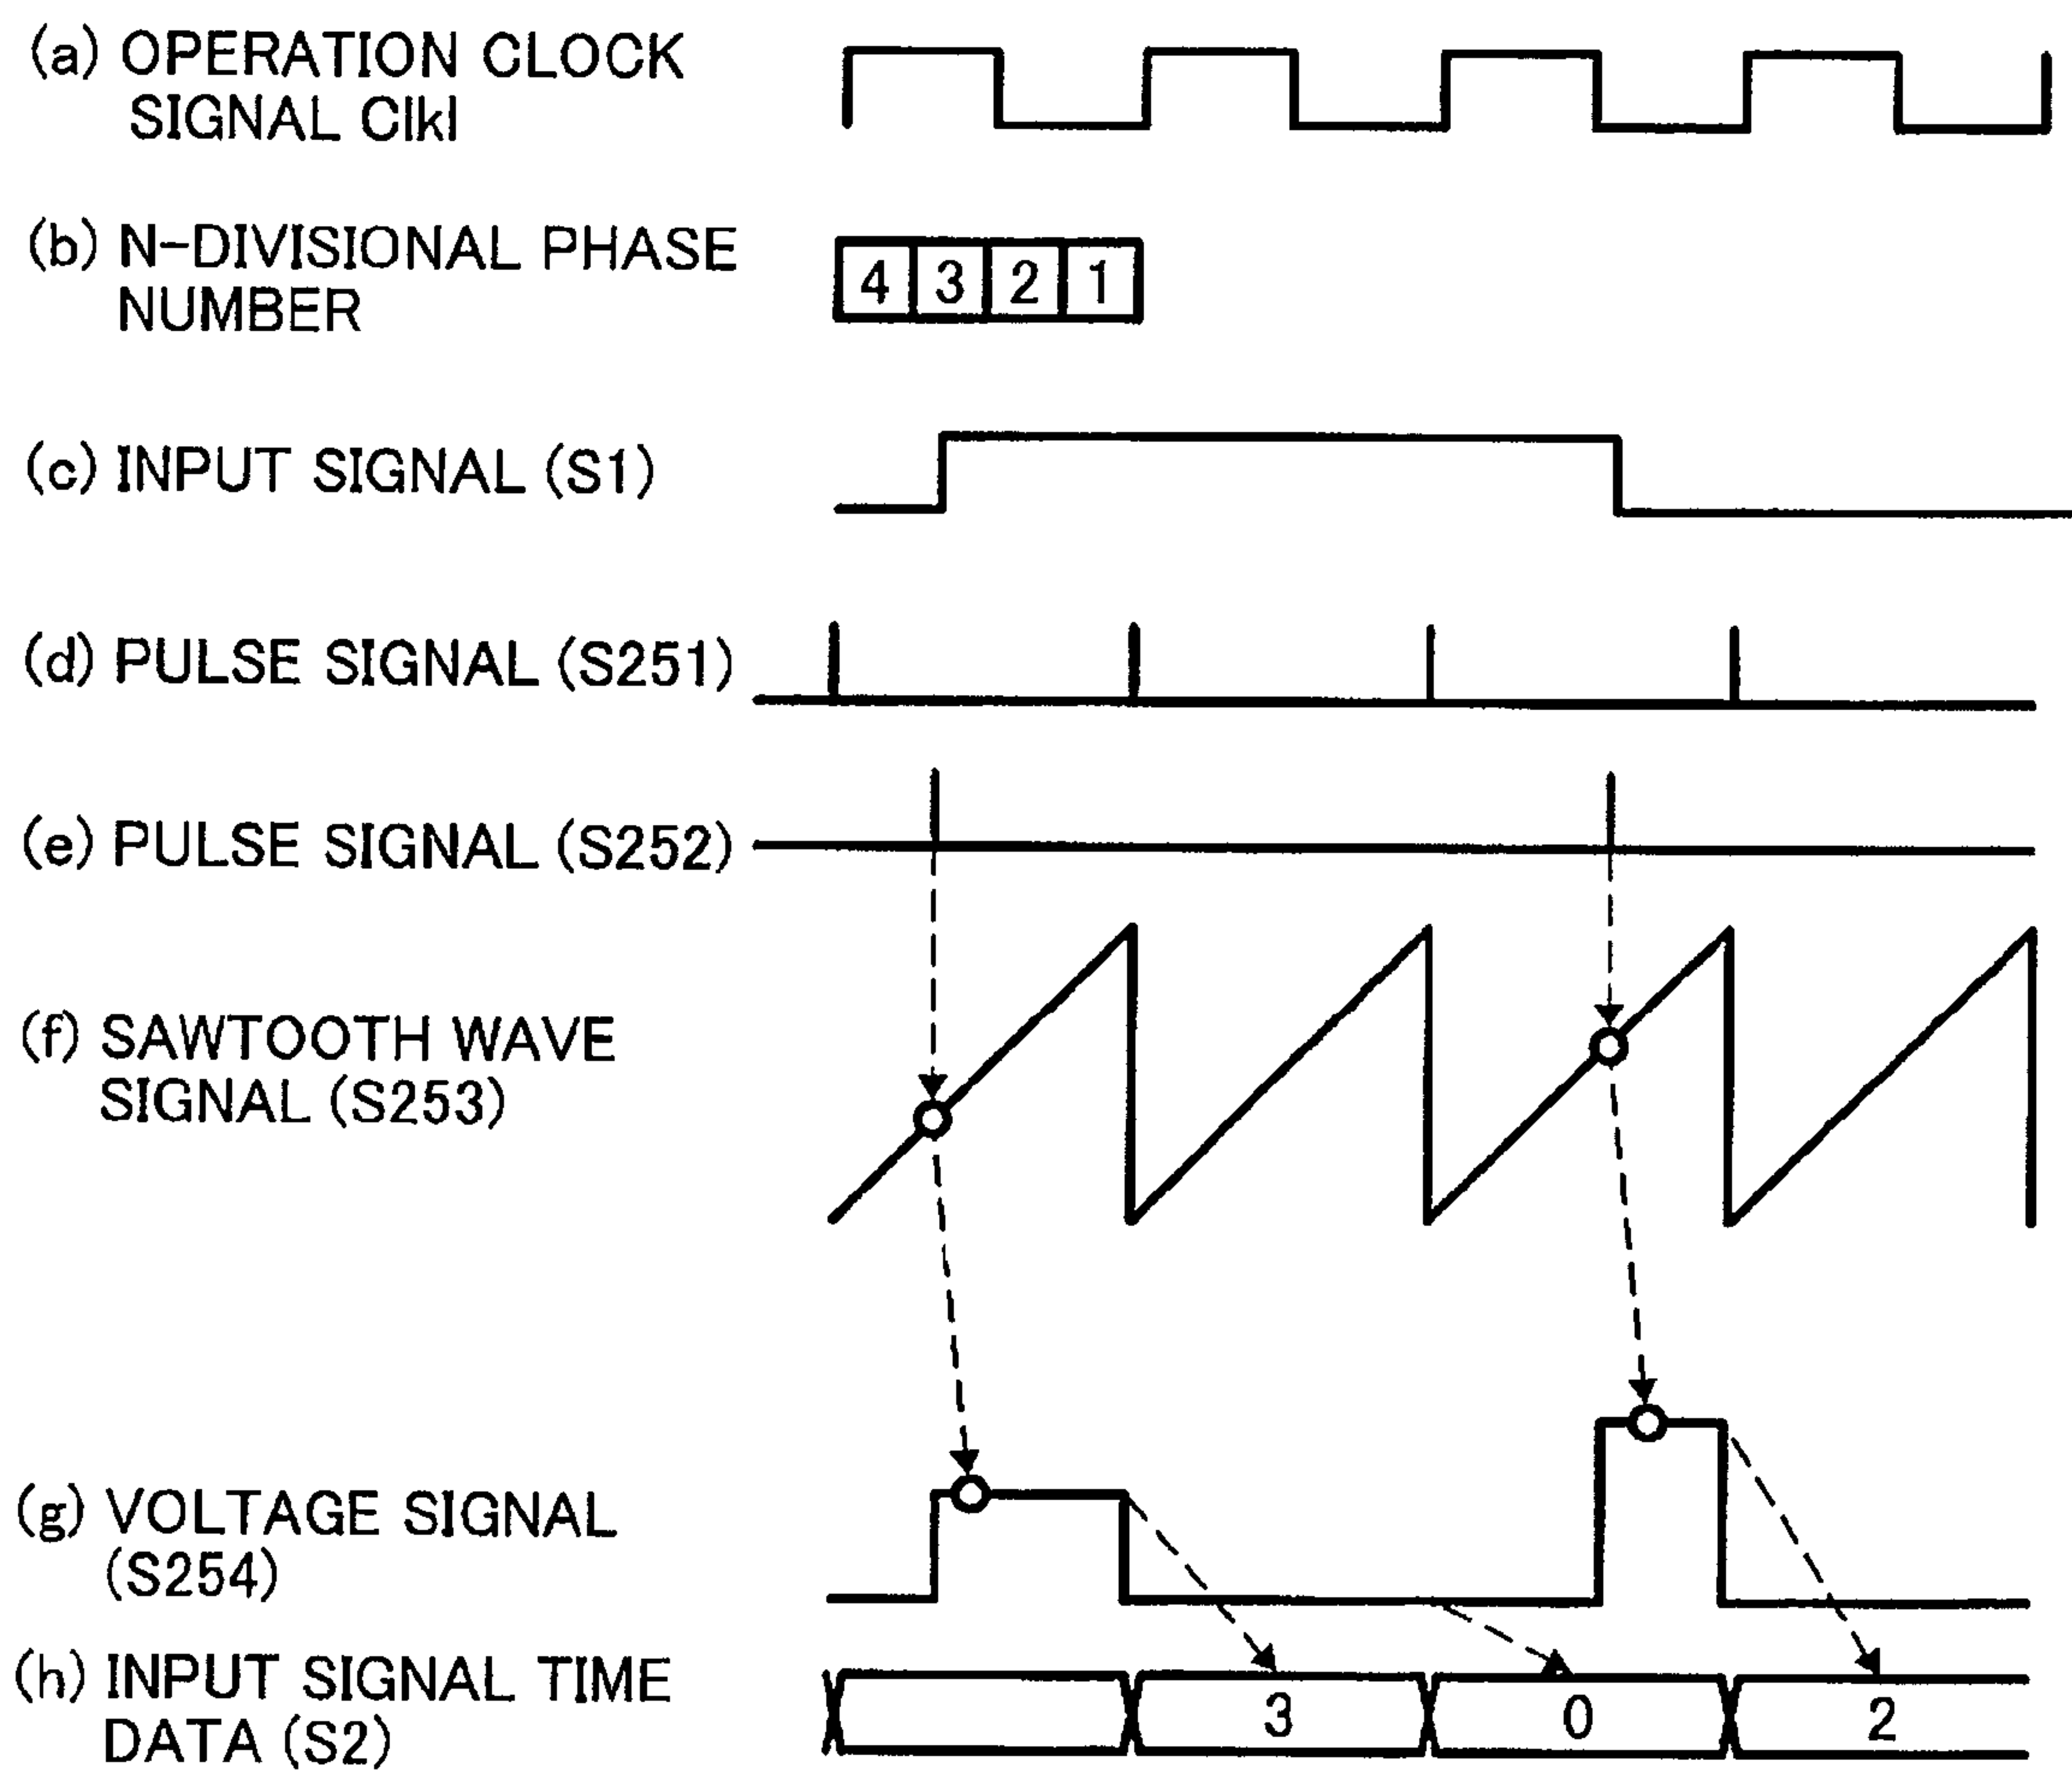 (a) OPERATION CLOCK
SIGNAL Clkl
(b) N-DIVISIONAL PHASE
NUMBER
4 3 2 1
(c) INPUT SIGNAL (S1)
(d) PULSE SIGNAL (S251)
(e) PULSE SIGNAL (S252)
(f) SAWTOOTH WAVE
SIGNAL (S253)
(g) VOLTAGE SIGNAL
(S254)
(h) INPUT SIGNAL TIME
DATA (S2)
3 0 2